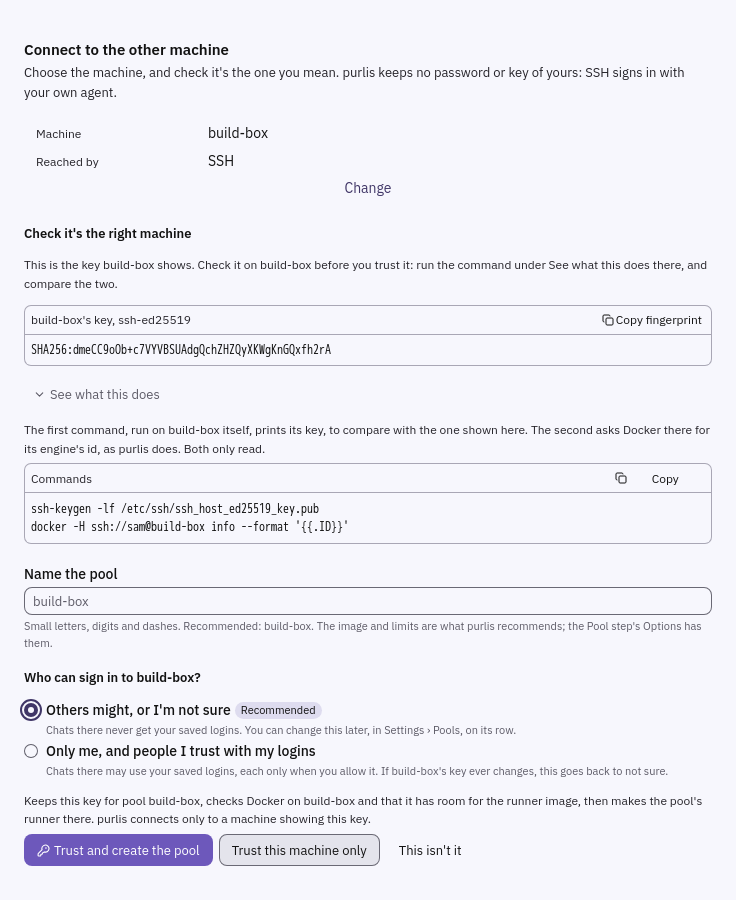 Connect to the other machine
Choose the machine, and check it's the one you mean. purlis keeps no password or key of yours: SSH signs in with
your own agent.
Machine build-box
Reached by SSH
Change
Check it's the right machine
This is the key build-box shows. Check it on build-box before you trust it: run the command under See what this does there, and
compare the two.
build-box's key, ssh-ed25519 Copy fingerprint
SHA256:dmeCC9oOb+c7VYVBSUAdgQchZHZQyXKWgKnGQxfh2rA
See what this does
The first command, run on build-box itself, prints its key, to compare with the one shown here. The second asks Docker there for
its engine's id, as purlis does. Both only read.
Commands Copy
ssh-keygen -lf /etc/ssh/ssh_host_ed25519_key.pub
docker -H ssh://sam@build-box info --format '{{.ID}}'
Name the pool
build-box
Small letters, digits and dashes. Recommended: build-box. The image and limits are what purlis recommends; the Pool step's Options has
them.
Who can sign in to build-box?
Others might, or I'm not sure Recommended
Chats there never get your saved logins. You can change this later, in Settings › Pools, on its row.
Only me, and people I trust with my logins
Chats there may use your saved logins, each only when you allow it. If build-box's key ever changes, this goes back to not sure.
Keeps this key for pool build-box, checks Docker on build-box and that it has room for the runner image, then makes the pool's
runner there. purlis connects only to a machine showing this key.
Trust and create the pool Trust this machine only This isn't it